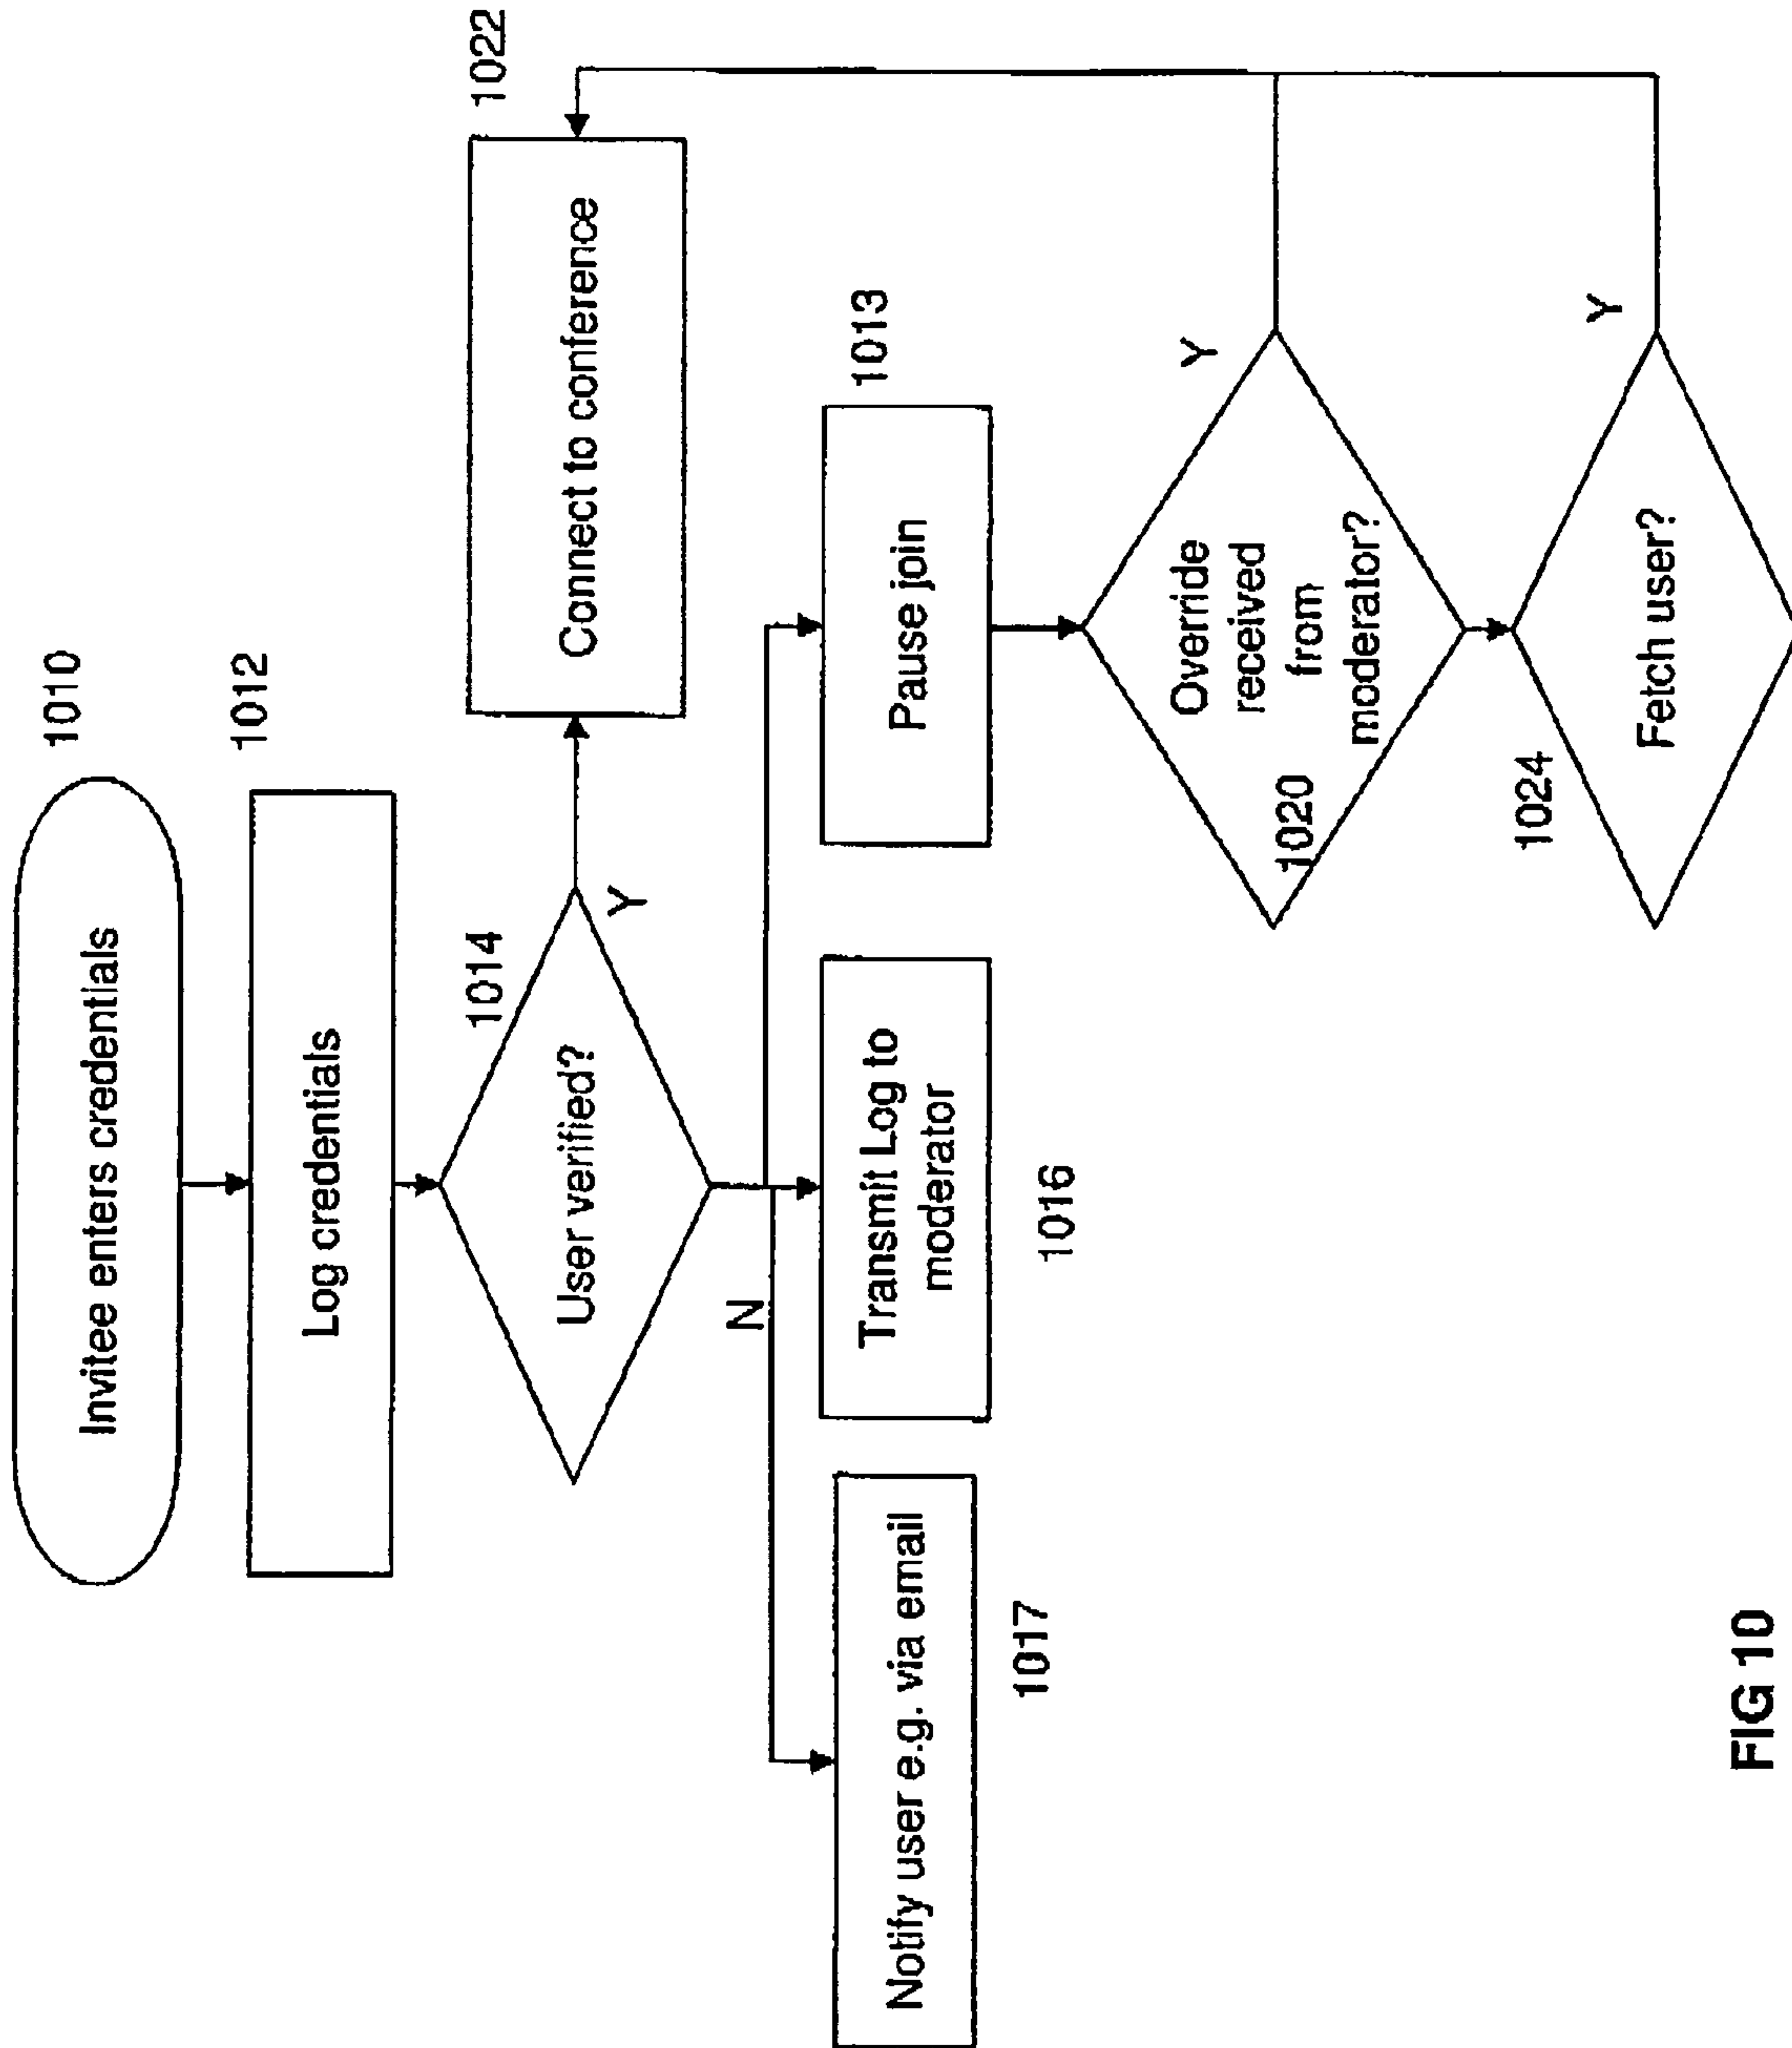 1010
Invitee enters credentials
1012
Log credentials
1022
Connect to conference
1014
User verified?
Y
N
Notify user e.g. via email
1017
Transmit Log to
moderator
1016
Pause join
1013
Override
received
from
moderator?
1020
Y
1024
Fetch user?
Y
FIG 10